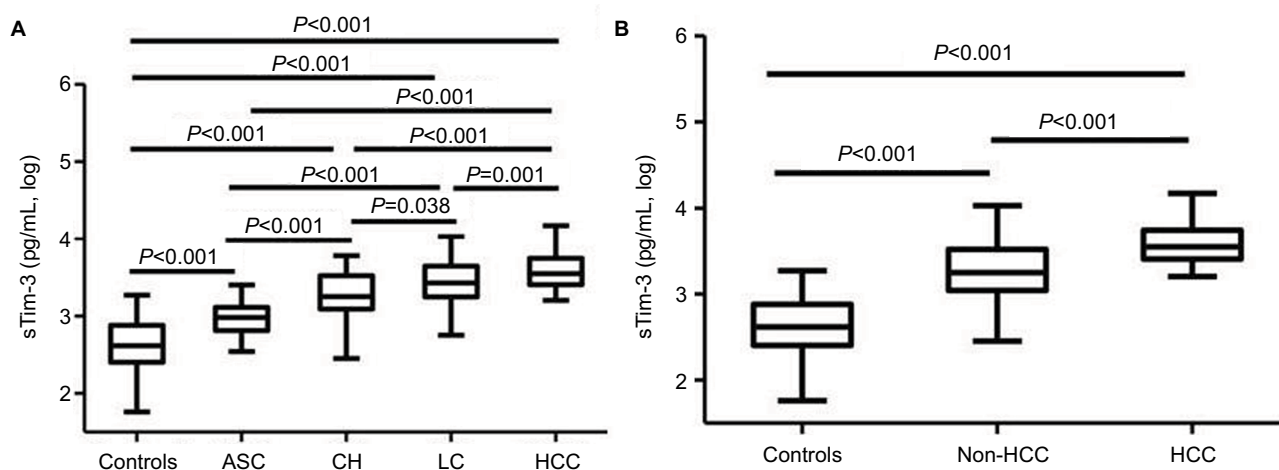 A
P<0.001
P<0.001
P<0.001
P<0.001
P<0.001
P<0.001
P=0.001
P=0.038
P<0.001
P<0.001
6
5
4
3
2
sTim-3 (pg/mL, log)
Controls
ASC
CH
LC
HCC
B
P<0.001
P<0.001
P<0.001
6
5
4
3
2
sTim-3 (pg/mL, log)
Controls
Non-HCC
HCC